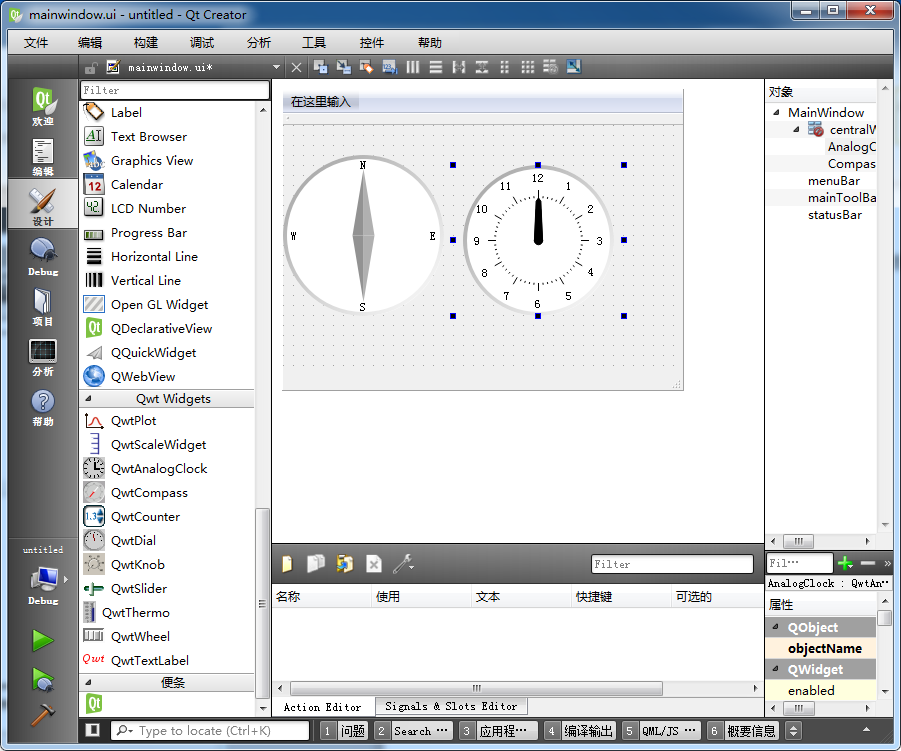 mainwindow.ui - untitled - Qt Creator
文件 编辑 构建 调试 分析 工具 控件 帮助
mainwindow.ui*
欢迎
编辑
设计
Debug
项目
分析
帮助
untitled
Debug
Filter
Label
Text Browser
Graphics View
Calendar
LCD Number
Progress Bar
Horizontal Line
Vertical Line
Open GL Widget
QDeclarativeView
QQuickWidget
QWebView
Qwt Widgets
QwtPlot
QwtScaleWidget
QwtAnalogClock
QwtCompass
QwtCounter
QwtDial
QwtKnob
QwtSlider
QwtThermo
QwtWheel
QwtTextLabel
便条
在这里输入
N
W E
S
12
11 1
10 2
9 3
8 4
7 5
6
Filter
名称 使用 文本 快捷键 可选的
Action Editor Signals & Slots Editor
对象
MainWindow
centralW
AnalogC
Compas
menuBar
mainToolBa
statusBar
Fil···
AnalogClock : QwtAn··
属性
QObject
objectName
QWidget
enabled
Type to locate (Ctrl+K) 1 问题 2 Search ··· 3 应用程··· 4 编译输出 5 QML/JS ··· 6 概要信息